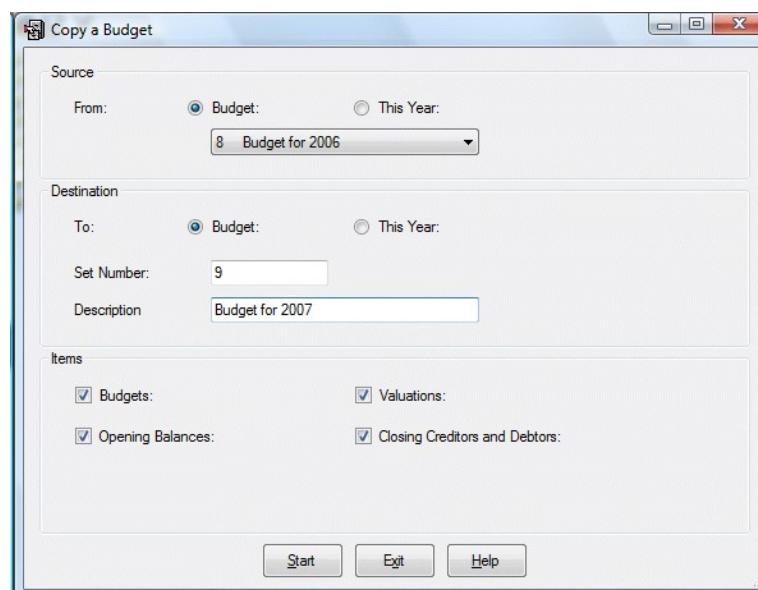 Copy a Budget
Source
From: Budget: This Year:
8 Budget for 2006
Destination
To: Budget: This Year:
Set Number: 9
Description Budget for 2007
Items
Budgets: Valuations:
Opening Balances: Closing Creditors and Debtors:
Start Exit Help